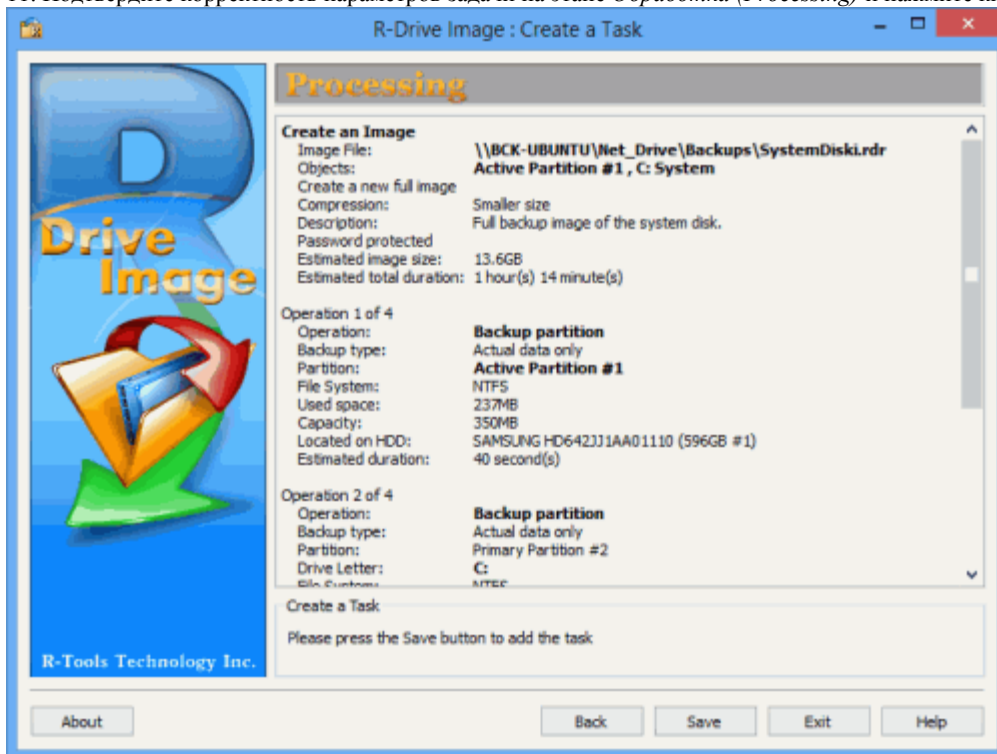 R-Drive Image : Create a Task
Drive
Image
R-Tools Technology Inc.
Processing
Create an Image
Image File: \\BCK-UBUNTU\Net_Drive\Backups\SystemDiski.rdr
Objects: Active Partition #1 , C: System
Create a new full image
Compression: Smaller size
Description: Full backup image of the system disk.
Password protected
Estimated image size: 13.6GB
Estimated total duration: 1 hour(s) 14 minute(s)
Operation 1 of 4
Operation: Backup partition
Backup type: Actual data only
Partition: Active Partition #1
File System: NTFS
Used space: 237MB
Capacity: 350MB
Located on HDD: SAMSUNG HD642JJ1AA01110 (596GB #1)
Estimated duration: 40 second(s)
Operation 2 of 4
Operation: Backup partition
Backup type: Actual data only
Partition: Primary Partition #2
Drive Letter: C:
File System: NTFS
Create a Task
Please press the Save button to add the task
About Back Save Exit Help